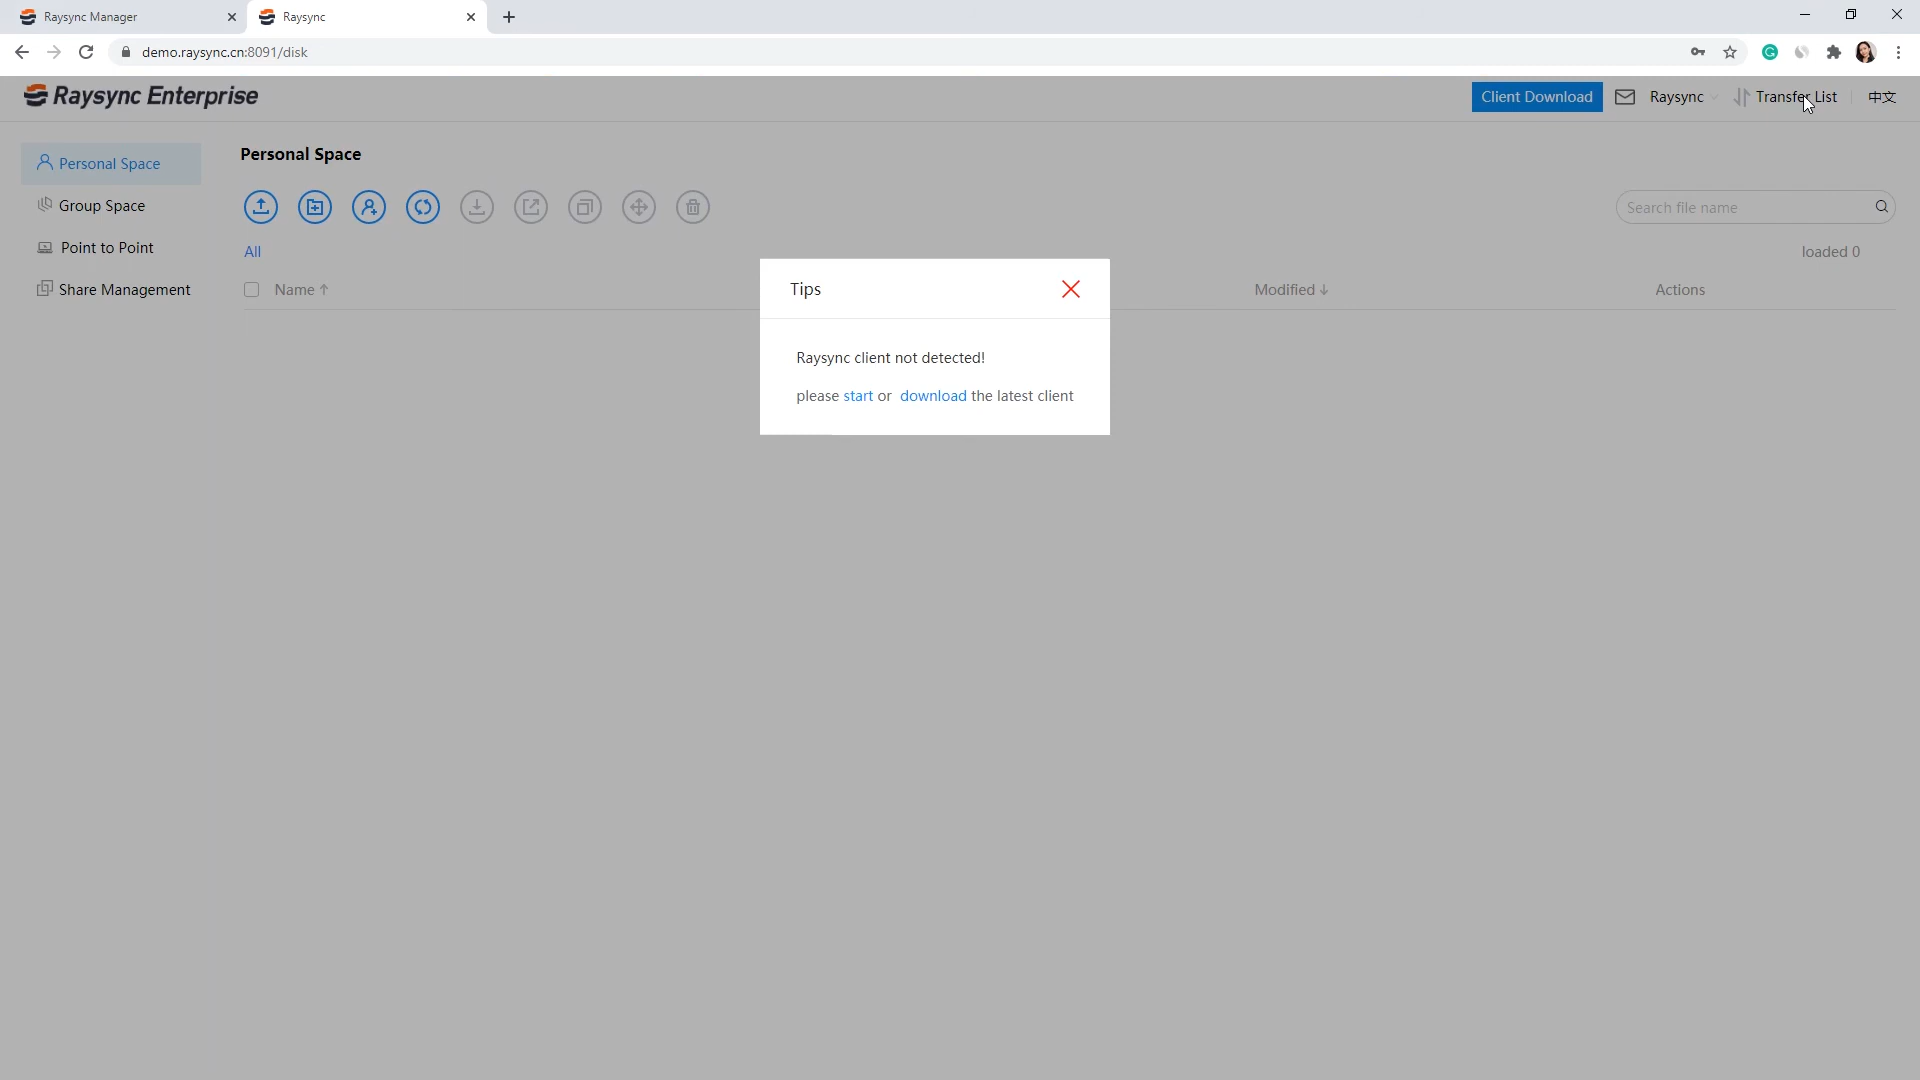 Raysync Manager
Raysync
demo.raysync.cn:8091/disk
Raysync Enterprise
Client Download
Raysync
Transfer List
中文
Personal Space
Group Space
Point to Point
Share Management
Personal Space
Search file name
All
loaded 0
Name
Modified
Actions
Tips
Raysync client not detected!
please start or download the latest client